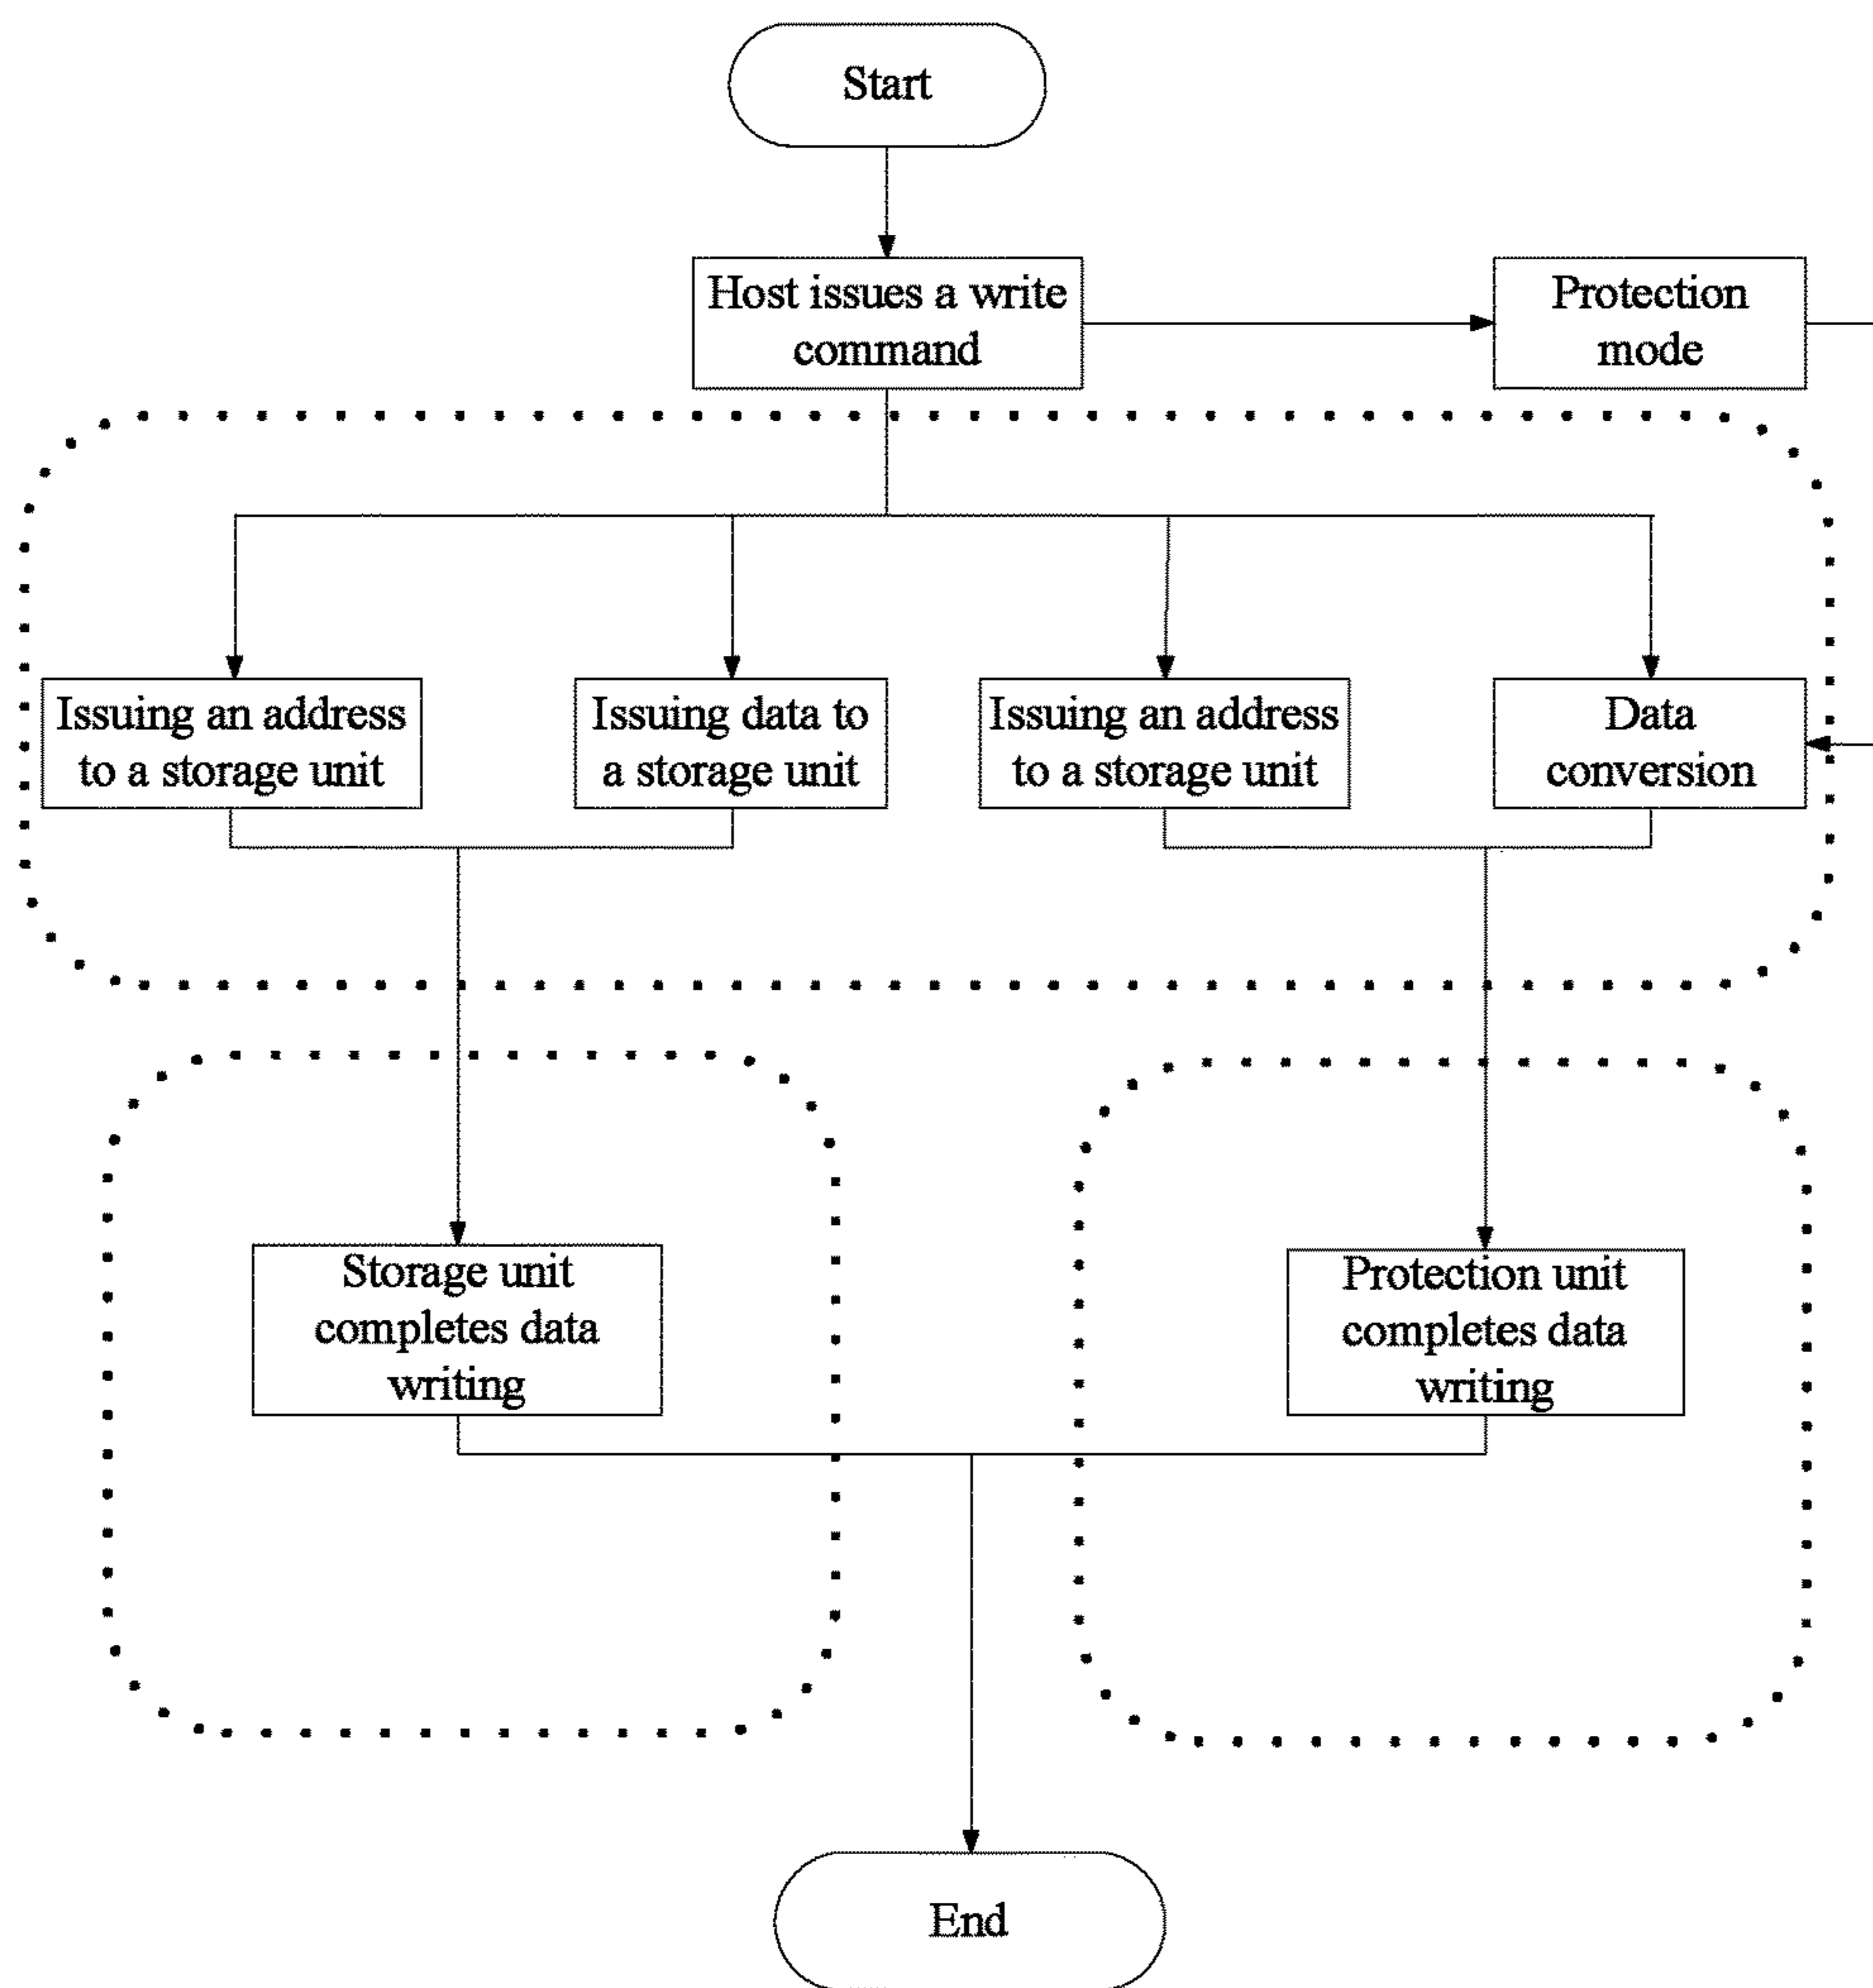 Start
Host issues a write
command
Protection
mode
Issuing an address
to a storage unit
Issuing data to
a storage unit
Issuing an address
to a storage unit
Data
conversion
Storage unit
completes data
writing
Protection unit
completes data
writing
End